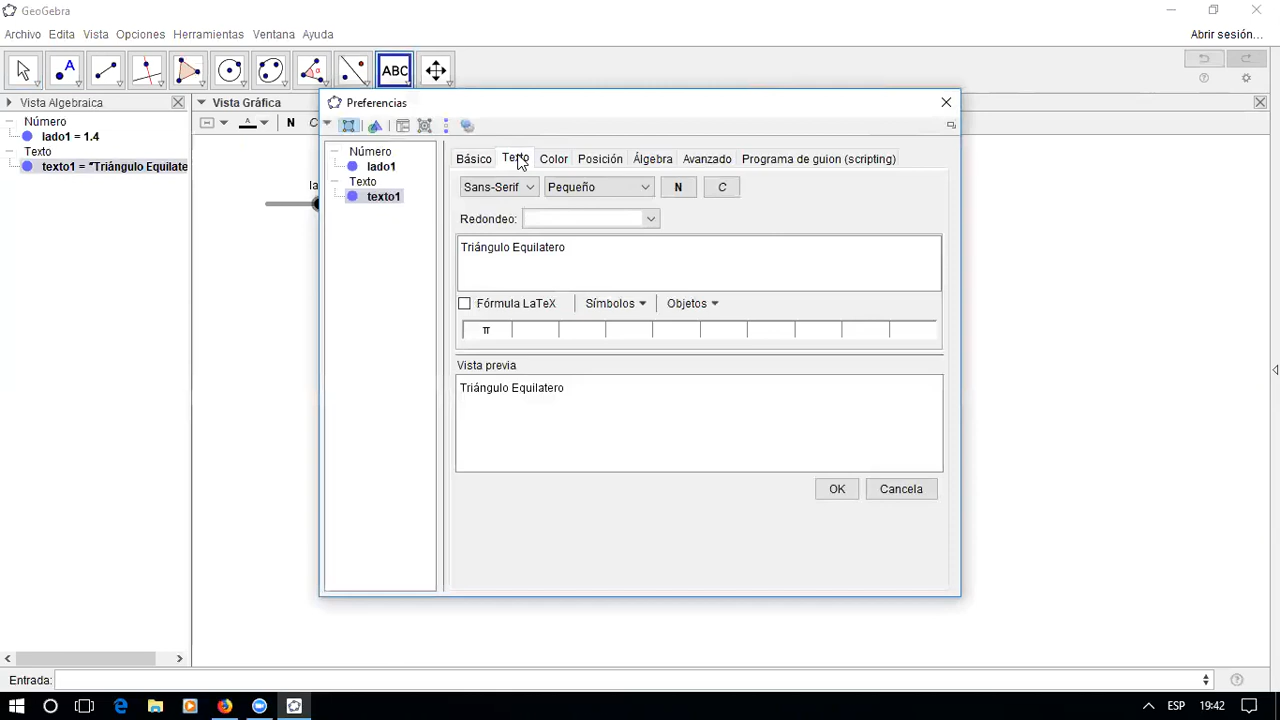 GeoGebra
Archivo Edita Vista Opciones Herramientas Ventana Ayuda
Abrir sesión...
ABC
Vista Algebraica
Vista Gráfica
Preferencias
A N C
Número
lado1 = 1.4
Texto
texto1 = "Triángulo Equilate
la
Número
lado1
Texto
texto1
Básico Texto Color Posición Álgebra Avanzado Programa de guion (scripting)
Sans-Serif Pequeño N C
Redondeo:
Triángulo Equilatero
Fórmula LaTeX Símbolos Objetos
π
Vista previa
Triángulo Equilatero
OK Cancela
Entrada:
ESP 19:42